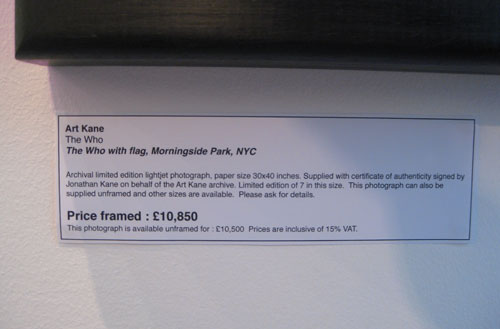 Art Kane
The Who
The Who with flag, Morningside Park, NYC
Archival limited edition lightjet photograph, paper size 30x40 inches. Supplied with certificate of authenticity signed by
Jonathan Kane on behalf of the Art Kane archive. Limited edition of 7 in this size. This photograph can also be
supplied unframed and other sizes are available. Please ask for details.
Price framed : £10,850
This photograph is available unframed for : £10,500 Prices are inclusive of 15% VAT.